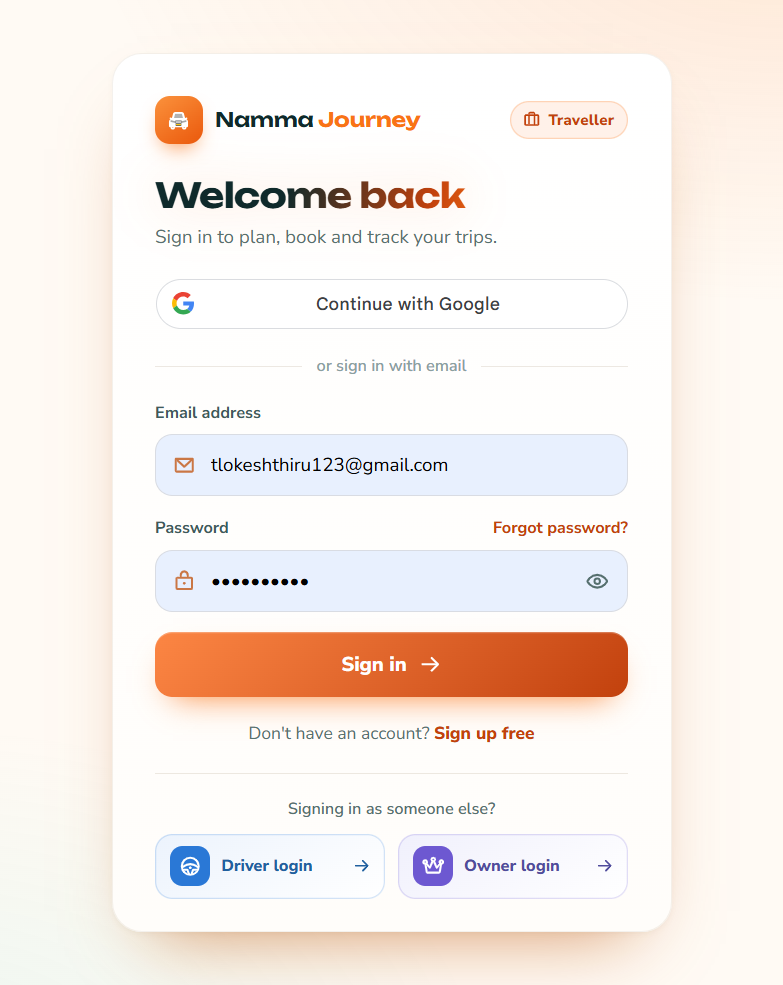 Namma Journey
Traveller
Welcome back
Sign in to plan, book and track your trips.
Continue with Google
or sign in with email
Email address
tlokeshthiru123@gmail.com
Password
Forgot password?
••••••••••
Sign in →
Don't have an account? Sign up free
Signing in as someone else?
Driver login →
Owner login →